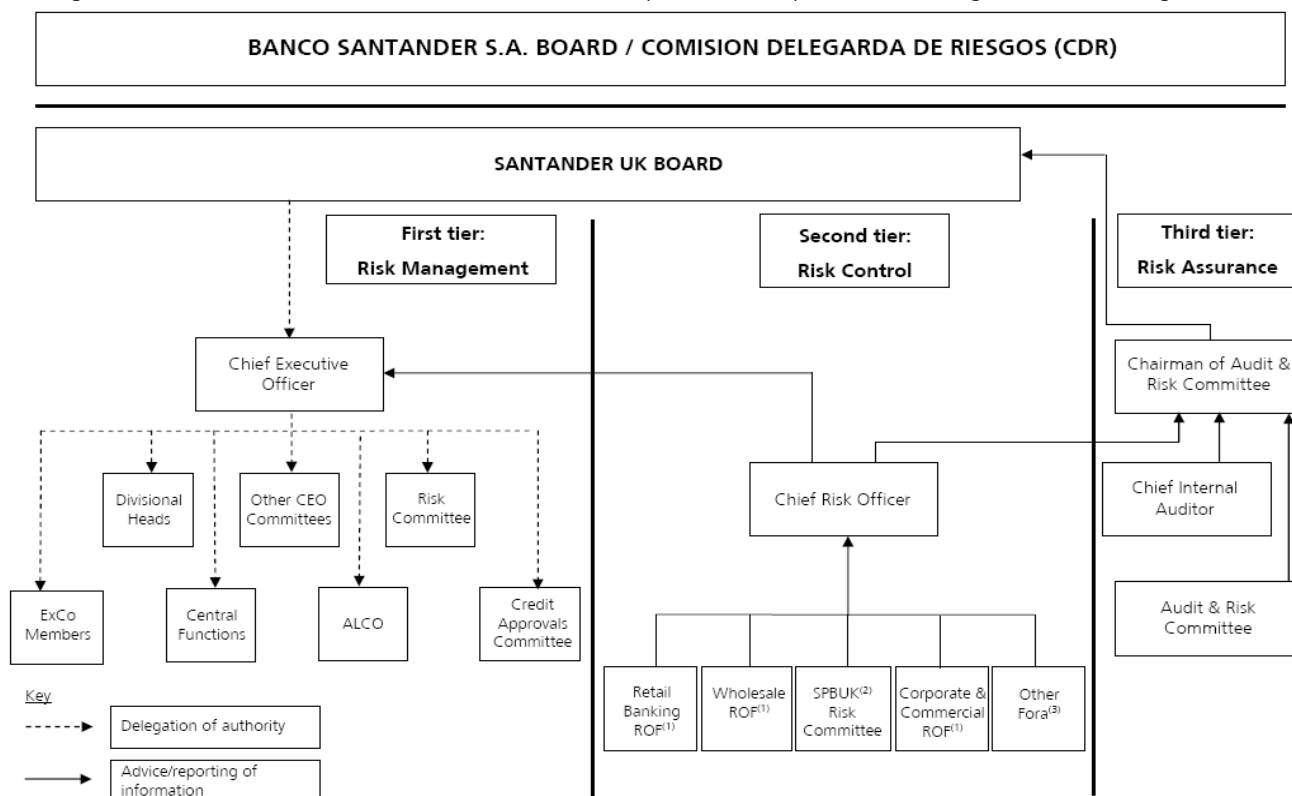 BANCO SANTANDER S.A. BOARD / COMISION DELEGARDA DE RIESGOS (CDR)
SANTANDER UK BOARD
First tier:
Risk Management
Second tier:
Risk Control
Third tier:
Risk Assurance
Chief Executive
Officer
Chairman of Audit &
Risk Committee
Divisional
Heads
Other CEO
Committees
Risk
Committee
Chief Risk Officer
Chief Internal
Auditor
ExCo
Members
Central
Functions
ALCO
Credit
Approvals
Committee
Audit & Risk
Committee
Retail
Banking
ROF(1)
Wholesale
ROF(1)
SPBUK(2)
Risk
Committee
Corporate &
Commercial
ROF(1)
Other
Fora(3)
Key
Delegation of authority
Advice/reporting of
information